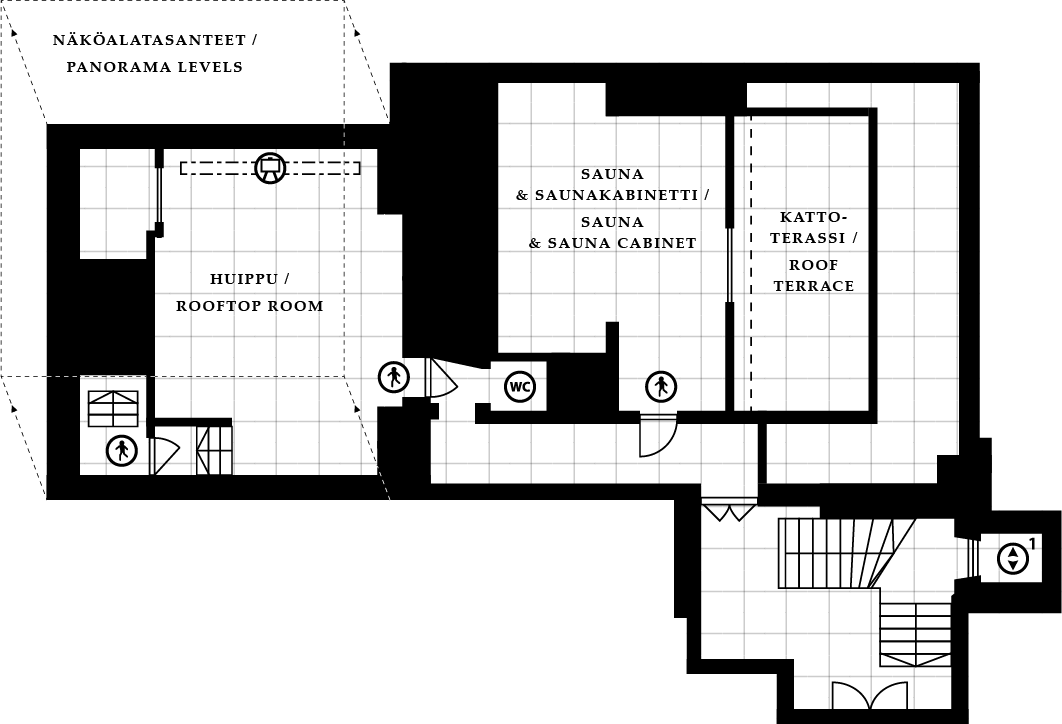 NÄKÖALATASANTEET /
PANORAMA LEVELS
SAUNA
& SAUNAKABINETTI /
SAUNA
& SAUNA CABINET
KATTO-
TERASSI /
ROOF
TERRACE
HUIPPU /
ROOFTOP ROOM
WC
1